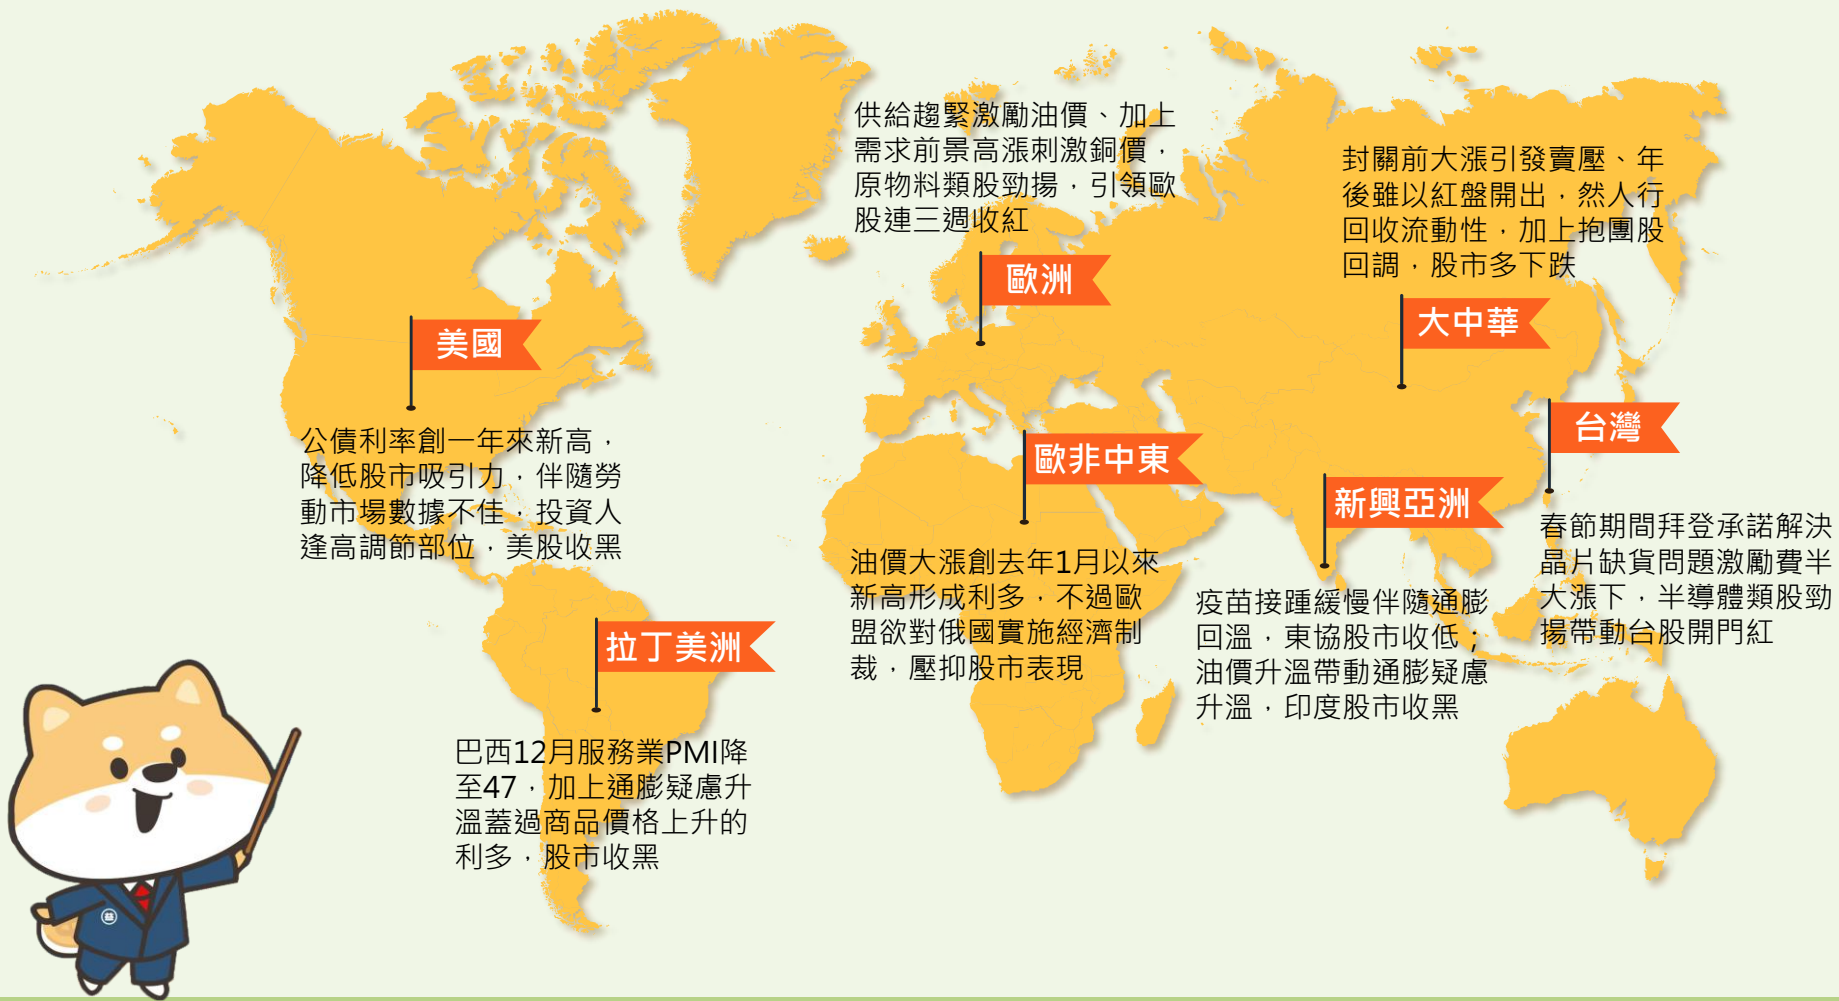 供給趨緊激勵油價、加上
需求前景高漲刺激銅價，
原物料類股勁揚，引領歐
股連三週收紅
歐洲
封關前大漲引發賣壓、年
後雖以紅盤開出，然人行
回收流動性，加上抱團股
回調，股市多下跌
大中華
美國
公債利率創一年來新高，
降低股市吸引力，伴隨勞
動市場數據不佳，投資人
逢高調節部位，美股收黑
歐非中東
油價大漲創去年1月以來
新高形成利多，不過歐
盟欲對俄國實施經濟制
裁，壓抑股市表現
新興亞洲
疫苗接踵緩慢伴隨通膨
回溫，東協股市收低；
油價升溫帶動通膨疑慮
升溫，印度股市收黑
台灣
春節期間拜登承諾解決
晶片缺貨問題激勵費半
大漲下，半導體類股勁
揚帶動台股開門紅
拉丁美洲
巴西12月服務業PMI降
至47，加上通膨疑慮升
溫蓋過商品價格上升的
利多，股市收黑